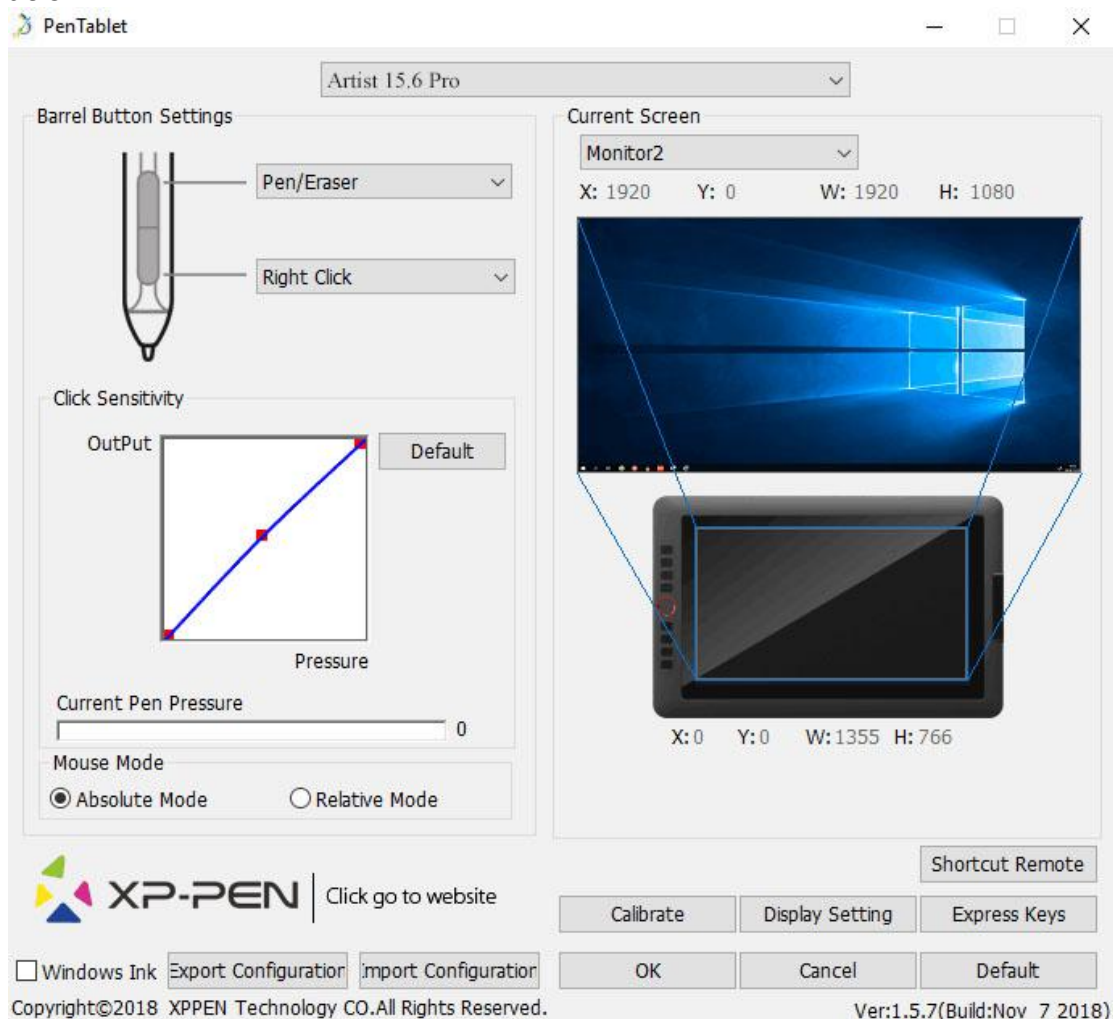 PenTablet
Artist 15.6 Pro
Barrel Button Settings
Pen/Eraser
Right Click
Click Sensitivity
OutPut
Default
Pressure
Current Pen Pressure
0
Mouse Mode
Absolute Mode
Relative Mode
Current Screen
Monitor2
X: 1920 Y: 0 W: 1920 H: 1080
X: 0 Y: 0 W: 1355 H: 766
Shortcut Remote
XP-PEN
Click go to website
Calibrate
Display Setting
Express Keys
Windows Ink
Export Configuration
Import Configuration
OK
Cancel
Default
Copyright©2018 XPPEN Technology CO.All Rights Reserved.
Ver:1.5.7(Build:Nov 7 2018)